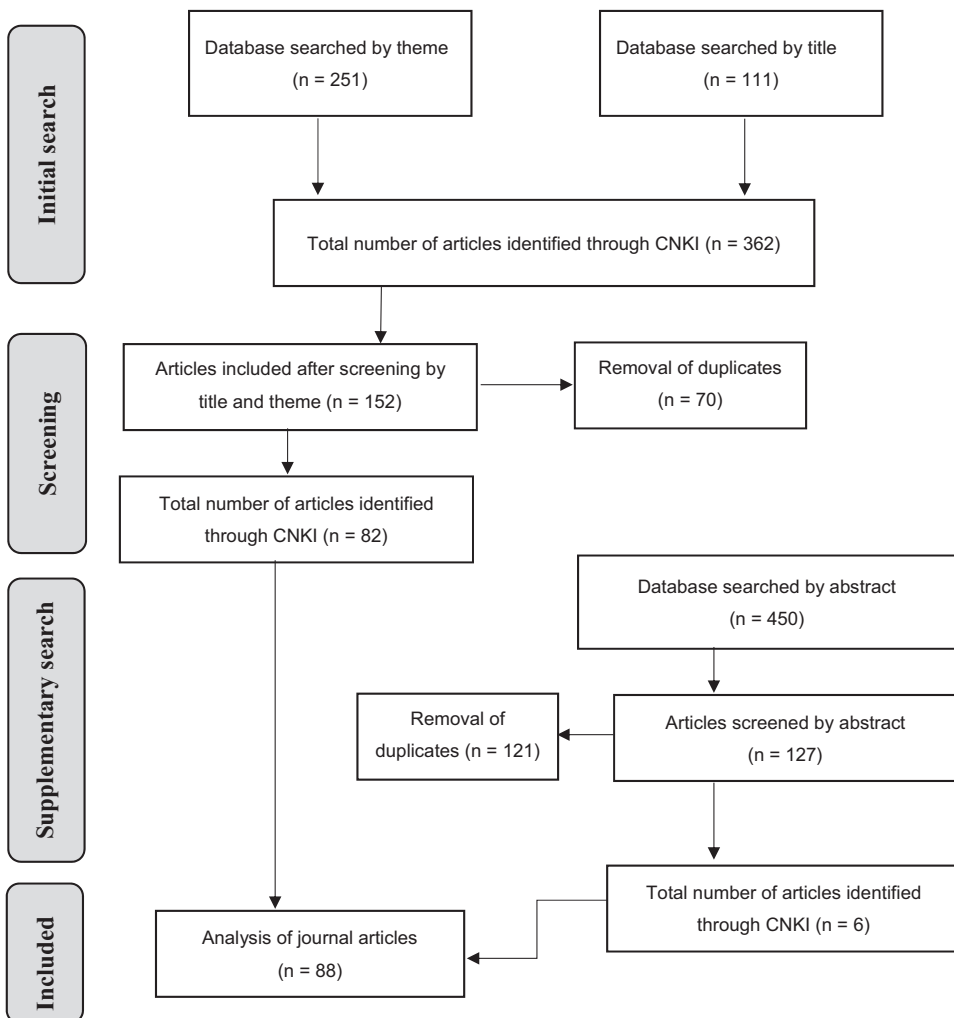 Initial search
Database searched by theme
(n = 251)
Database searched by title
(n = 111)
Total number of articles identified through CNKI (n = 362)
Screening
Articles included after screening by
title and theme (n = 152)
Removal of duplicates
(n = 70)
Total number of articles identified
through CNKI (n = 82)
Supplementary search
Database searched by abstract
(n = 450)
Articles screened by abstract
(n = 127)
Removal of
duplicates (n = 121)
Included
Total number of articles identified
through CNKI (n = 6)
Analysis of journal articles
(n = 88)